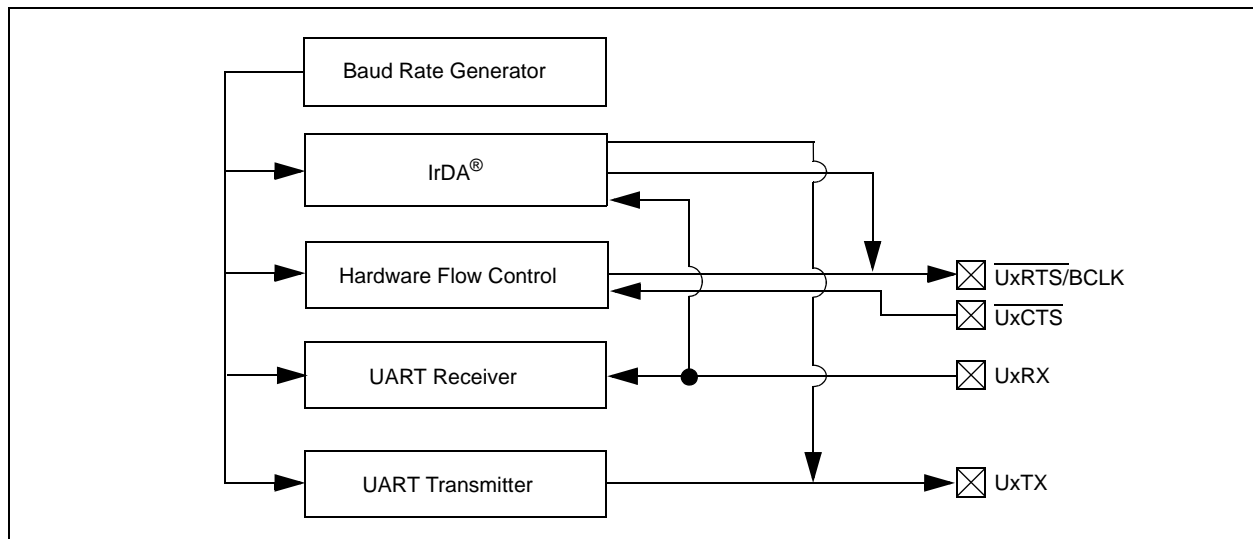 Baud Rate Generator
IrDA®
Hardware Flow Control
UxRTS/BCLK
UxCTS
UART Receiver
UxRX
UART Transmitter
UxTX